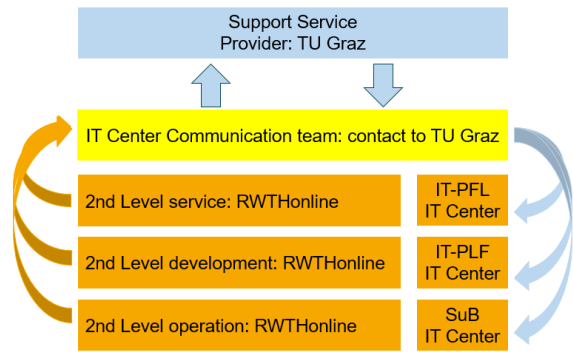 Support Service
Provider: TU Graz
IT Center Communication team: contact to TU Graz
2nd Level service: RWTHonline
IT-PFL
IT Center
2nd Level development: RWTHonline
IT-PLF
IT Center
2nd Level operation: RWTHonline
SuB
IT Center